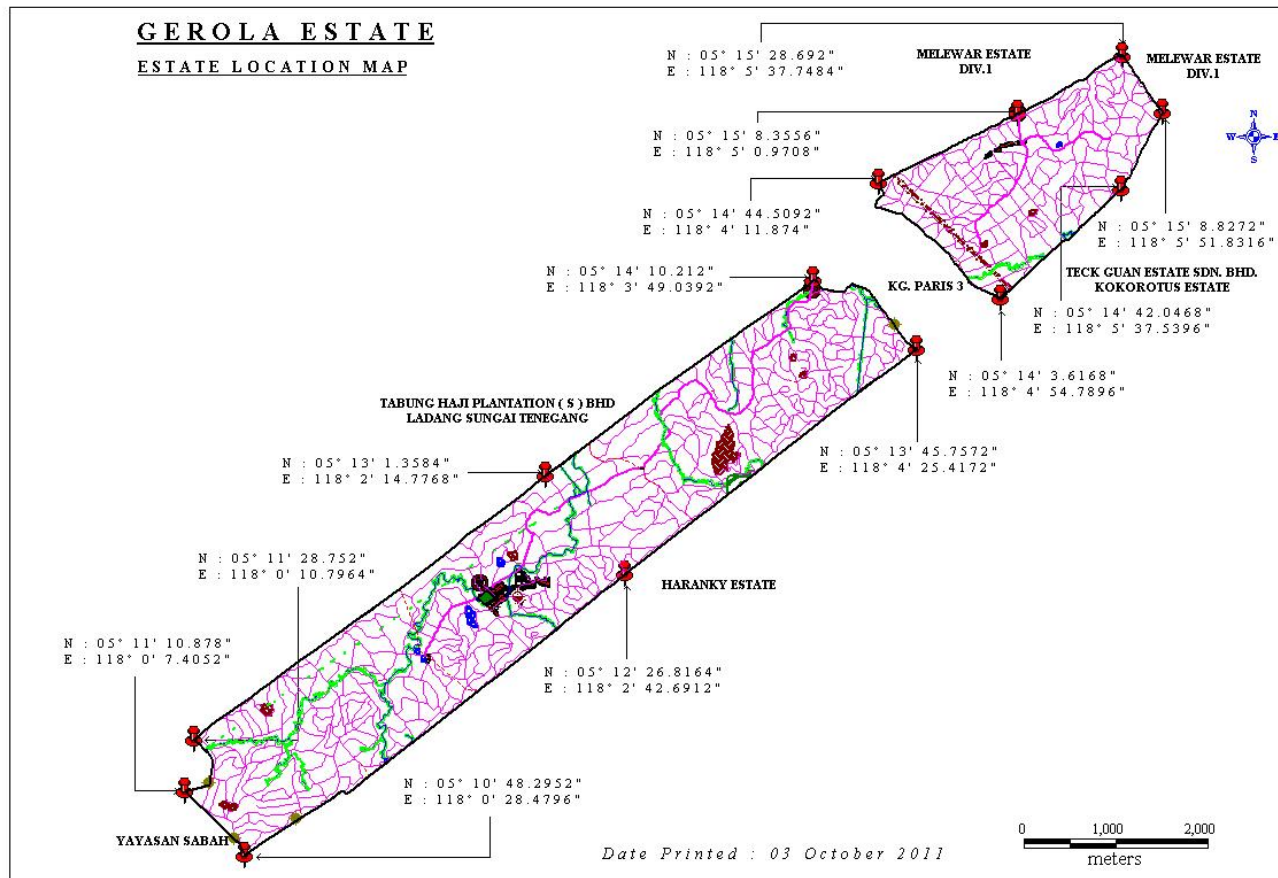 GEROLA ESTATE
ESTATE LOCATION MAP
N : 05° 15' 28.692"
E : 118° 5' 37.7484"
MELEWAR ESTATE
DIV.1
MELEWAR ESTATE
DIV.1
N
W E
S
N : 05° 15' 8.3556"
E : 118° 5' 0.9708"
N : 05° 14' 44.5092"
E : 118° 4' 11.874"
N : 05° 15' 8.8272"
E : 118° 5' 51.8316"
N : 05° 14' 10.212"
E : 118° 3' 49.0392"
KG. PARIS 3
TECK GUAN ESTATE SDN. BHD.
KOKOROTUS ESTATE
N : 05° 14' 42.0468"
E : 118° 5' 37.5396"
N : 05° 14' 3.6168"
E : 118° 4' 54.7896"
TABUNG HAJI PLANTATION ( S ) BHD
LADANG SUNGAI TENEGANG
N : 05° 13' 45.7572"
E : 118° 4' 25.4172"
N : 05° 13' 1.3584"
E : 118° 2' 14.7768"
N : 05° 11' 28.752"
E : 118° 0' 10.7964"
HARANKY ESTATE
N : 05° 11' 10.878"
E : 118° 0' 7.4052"
N : 05° 12' 26.8164"
E : 118° 2' 42.6912"
N : 05° 10' 48.2952"
E : 118° 0' 28.4796"
YAYASAN SABAH
Date Printed : 03 October 2011
0 1,000 2,000
meters